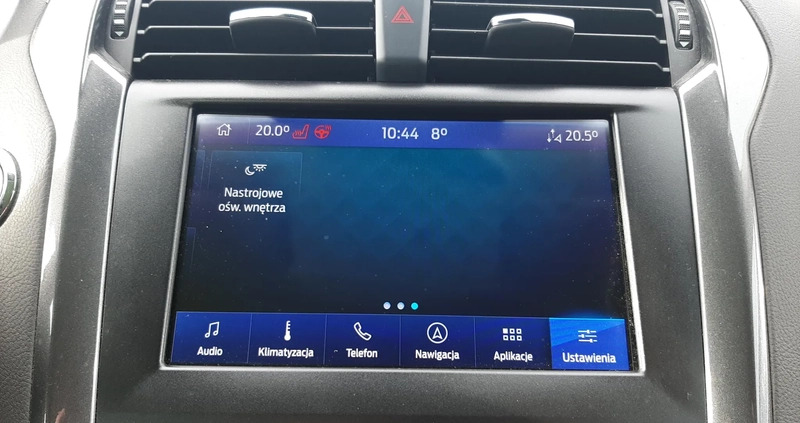 20.0° 10:44 8° 20.5°
Nastrojowe
ośw. wnętrza
Audio Klimatyzacja Telefon Nawigacja Aplikacje Ustawienia